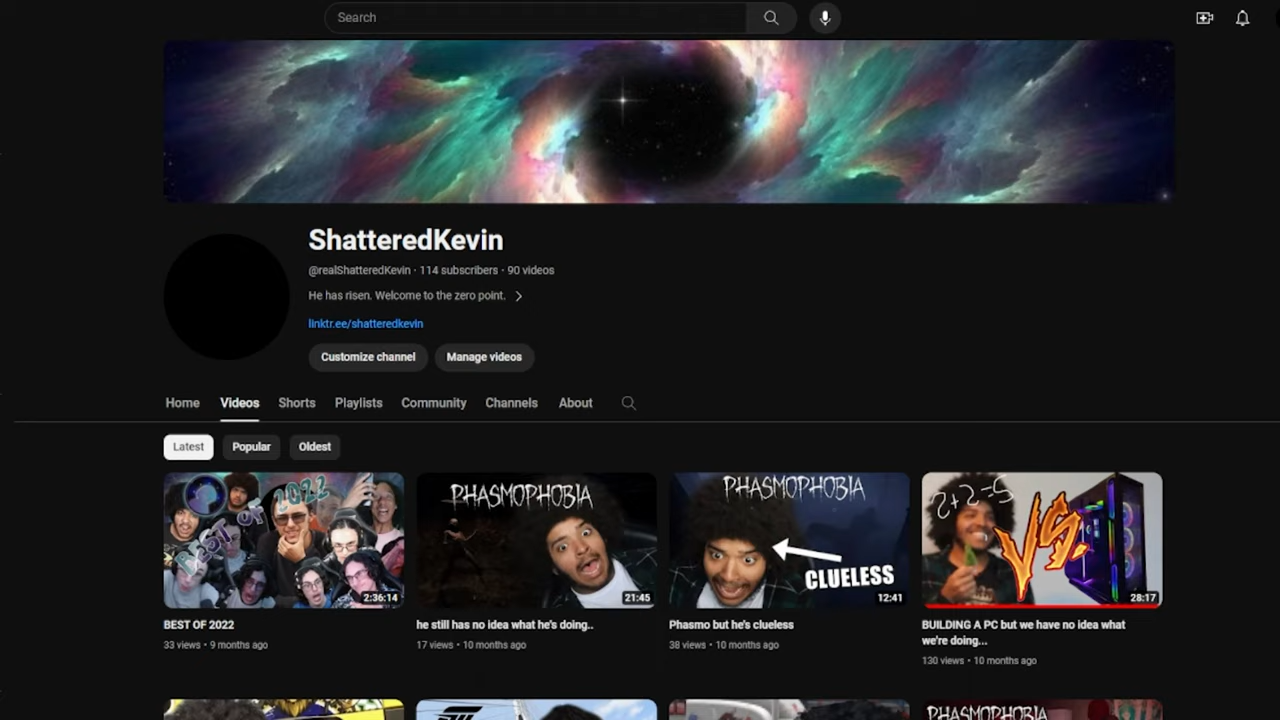 Search
ShatteredKevin
@realShatteredKevin · 114 subscribers · 90 videos
He has risen. Welcome to the zero point.
linktr.ee/shatteredkevin
Customize channel Manage videos
Home Videos Shorts Playlists Community Channels About
Latest Popular Oldest
BEST OF 2022
2:36:14
PHASMOPHOBIA
21:45
PHASMOPHOBIA
CLUELESS
12:41
2+2=5
VS.
28:17
BEST OF 2022
33 views • 9 months ago
he still has no idea what he's doing..
17 views • 10 months ago
Phasmo but he's clueless
38 views • 10 months ago
BUILDING A PC but we have no idea what
we're doing...
130 views • 10 months ago
PHASMOPHOBIA